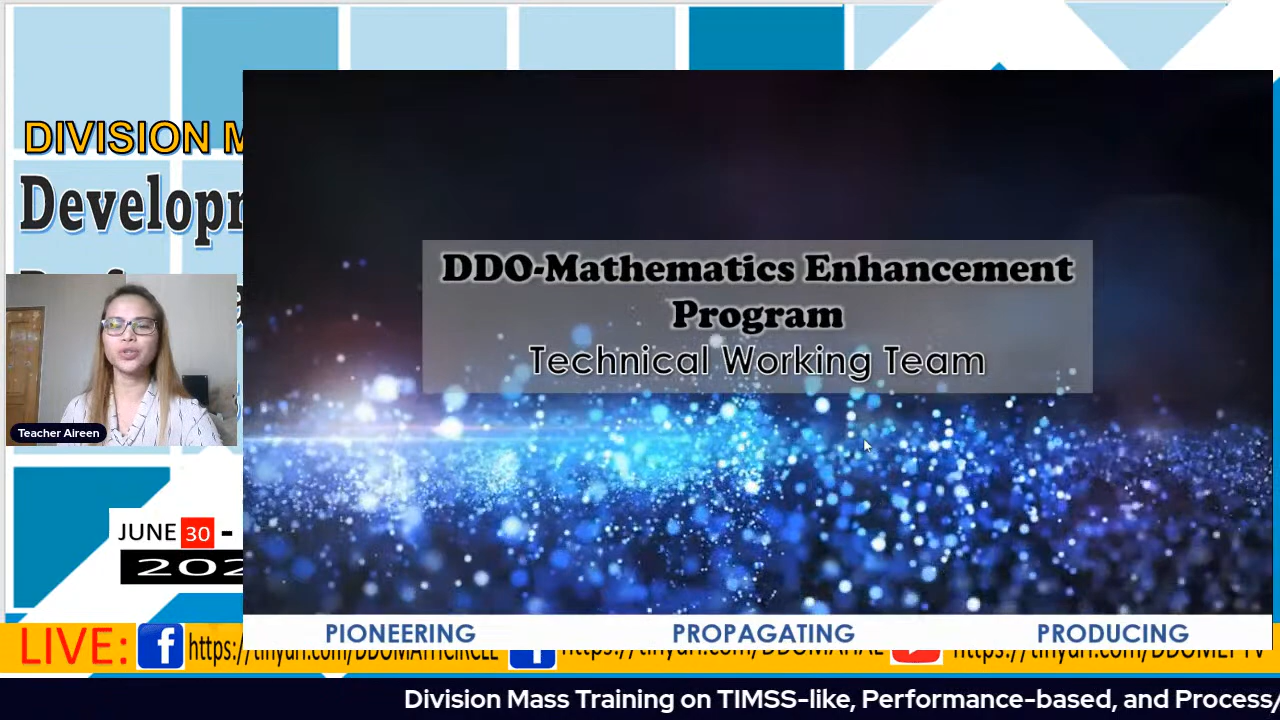 DIVISION M
Develop
DDO-Mathematics Enhancement
Program
Technical Working Team
Teacher Aireen
JUNE 30 -
202
PIONEERING PROPAGATING PRODUCING
LIVE: https://tinyurl.com/DDOMATHCIRCLE
Division Mass Training on TIMSS-like, Performance-based, and Process/